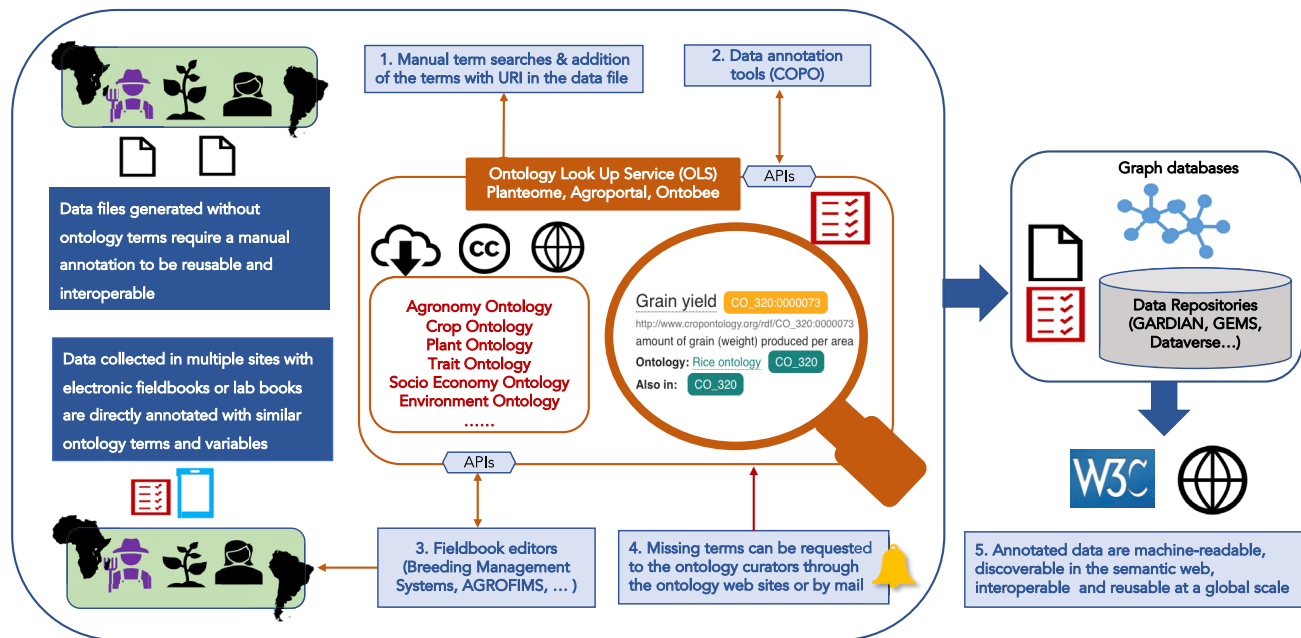 1. Manual term searches & addition
of the terms with URI in the data file
2. Data annotation
tools (COPO)
Data files generated without
ontology terms require a manual
annotation to be reusable and
interoperable
Data collected in multiple sites with
electronic fieldbooks or lab books
are directly annotated with similar
ontology terms and variables
Ontology Look Up Service (OLS)
Planteome, Agroportal, Ontobee
APIs
CC
Agronomy Ontology
Crop Ontology
Plant Ontology
Trait Ontology
Socio Economy Ontology
Environment Ontology
......
Grain yield CO_320:0000073
http://www.cropontology.org/rdf/CO_320:0000073
amount of grain (weight) produced per area
Ontology: Rice ontology CO_320
Also in: CO_320
APIs
3. Fieldbook editors
(Breeding Management
Systems, AGROFIMS, ... )
4. Missing terms can be requested
to the ontology curators through
the ontology web sites or by mail
Graph databases
Data Repositories
(GARDIAN, GEMS,
Dataverse...)
W3C
5. Annotated data are machine-readable,
discoverable in the semantic web,
interoperable and reusable at a global scale